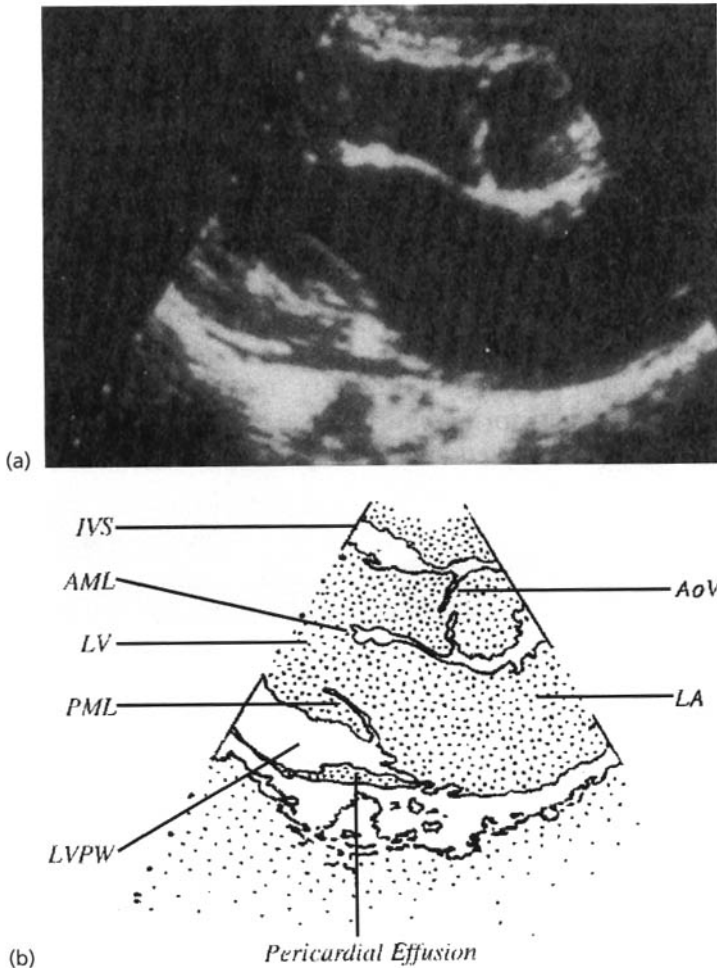 (a)
IVS
AML
AoV
LV
PML
LA
LVPW
(b)
Pericardial Effusion